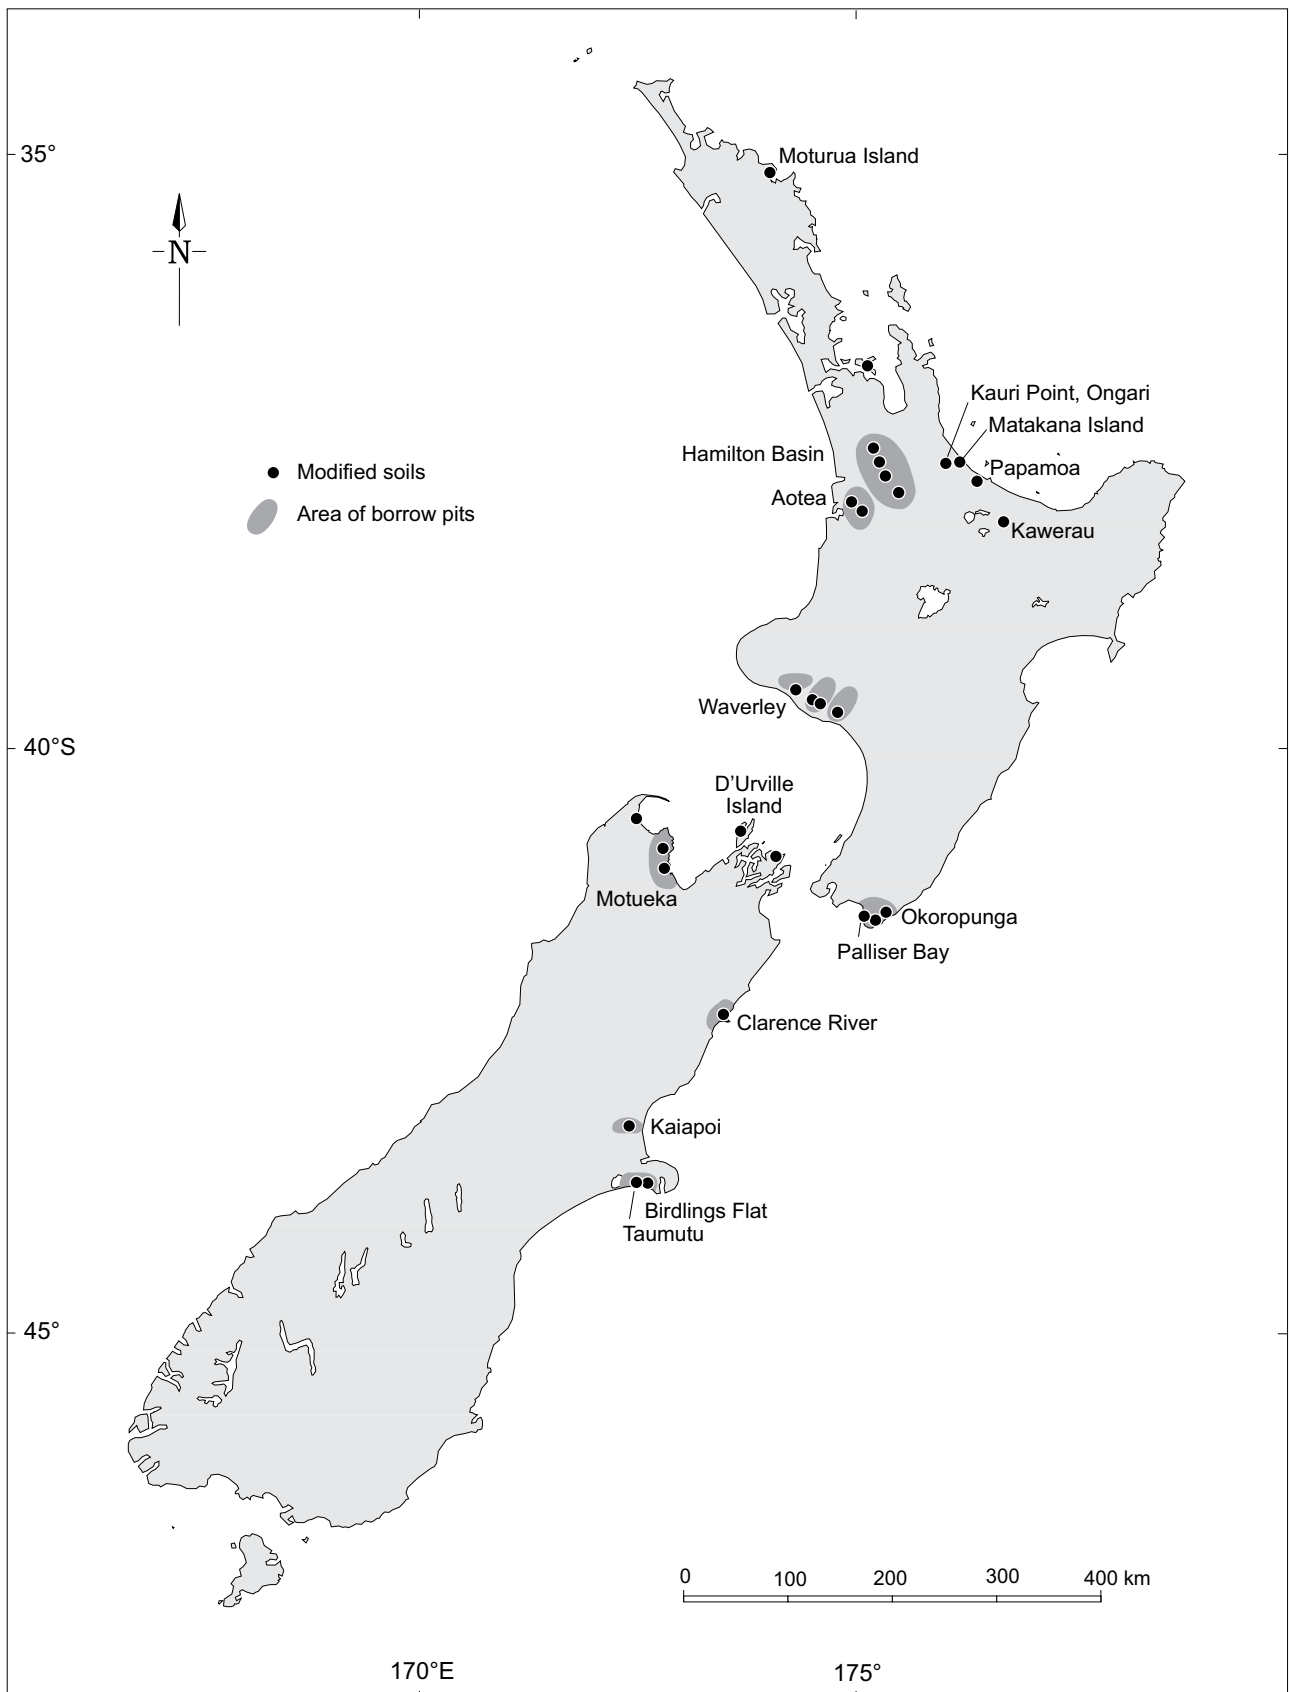 35°
Moturua Island
N
Kauri Point, Ongari
Matakana Island
Hamilton Basin
Papamoa
Modified soils
Aotea
Area of borrow pits
Kawerau
Waverley
40°S
D’Urville
Island
Motueka
Okoropunga
Palliser Bay
Clarence River
Kaiapoi
Birdlings Flat
Taumutu
45°
0 100 200 300 400 km
170°E 175°